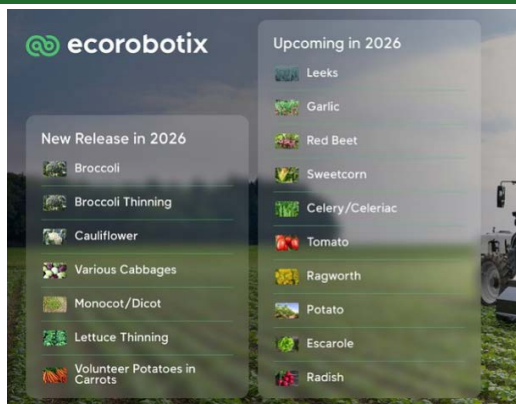 ecorobotix
New Release in 2026
Broccoli
Broccoli Thinning
Cauliflower
Various Cabbages
Monocot/Dicot
Lettuce Thinning
Volunteer Potatoes in
Carrots
Upcoming in 2026
Leeks
Garlic
Red Beet
Sweetcorn
Celery/Celeriac
Tomato
Ragworth
Potato
Escarole
Radish